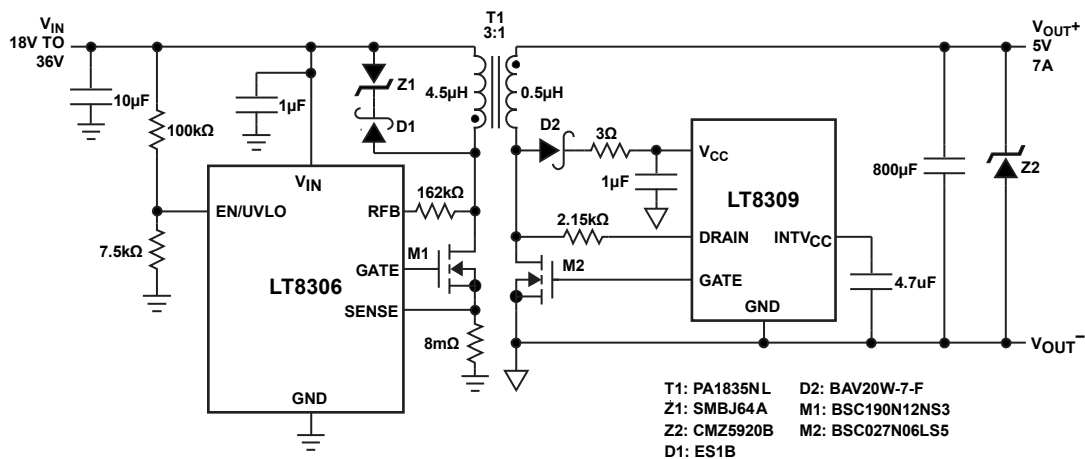 T1
3:1
VIN
18V TO
36V
VOUT+
5V
7A
10µF
100kΩ
1µF
Z1
4.5µH
0.5µH
D1
D2
3Ω
VCC
1µF
800µF
Z2
VIN
EN/UVLO
RFB
162kΩ
LT8309
2.15kΩ
DRAIN
INTVCC
7.5kΩ
M1
GATE
LT8306
M2
GATE
4.7uF
SENSE
GND
8mΩ
VOUT−
GND
T1: PA1835NL D2: BAV20W-7-F
Z1: SMBJ64A M1: BSC190N12NS3
Z2: CMZ5920B M2: BSC027N06LS5
D1: ES1B